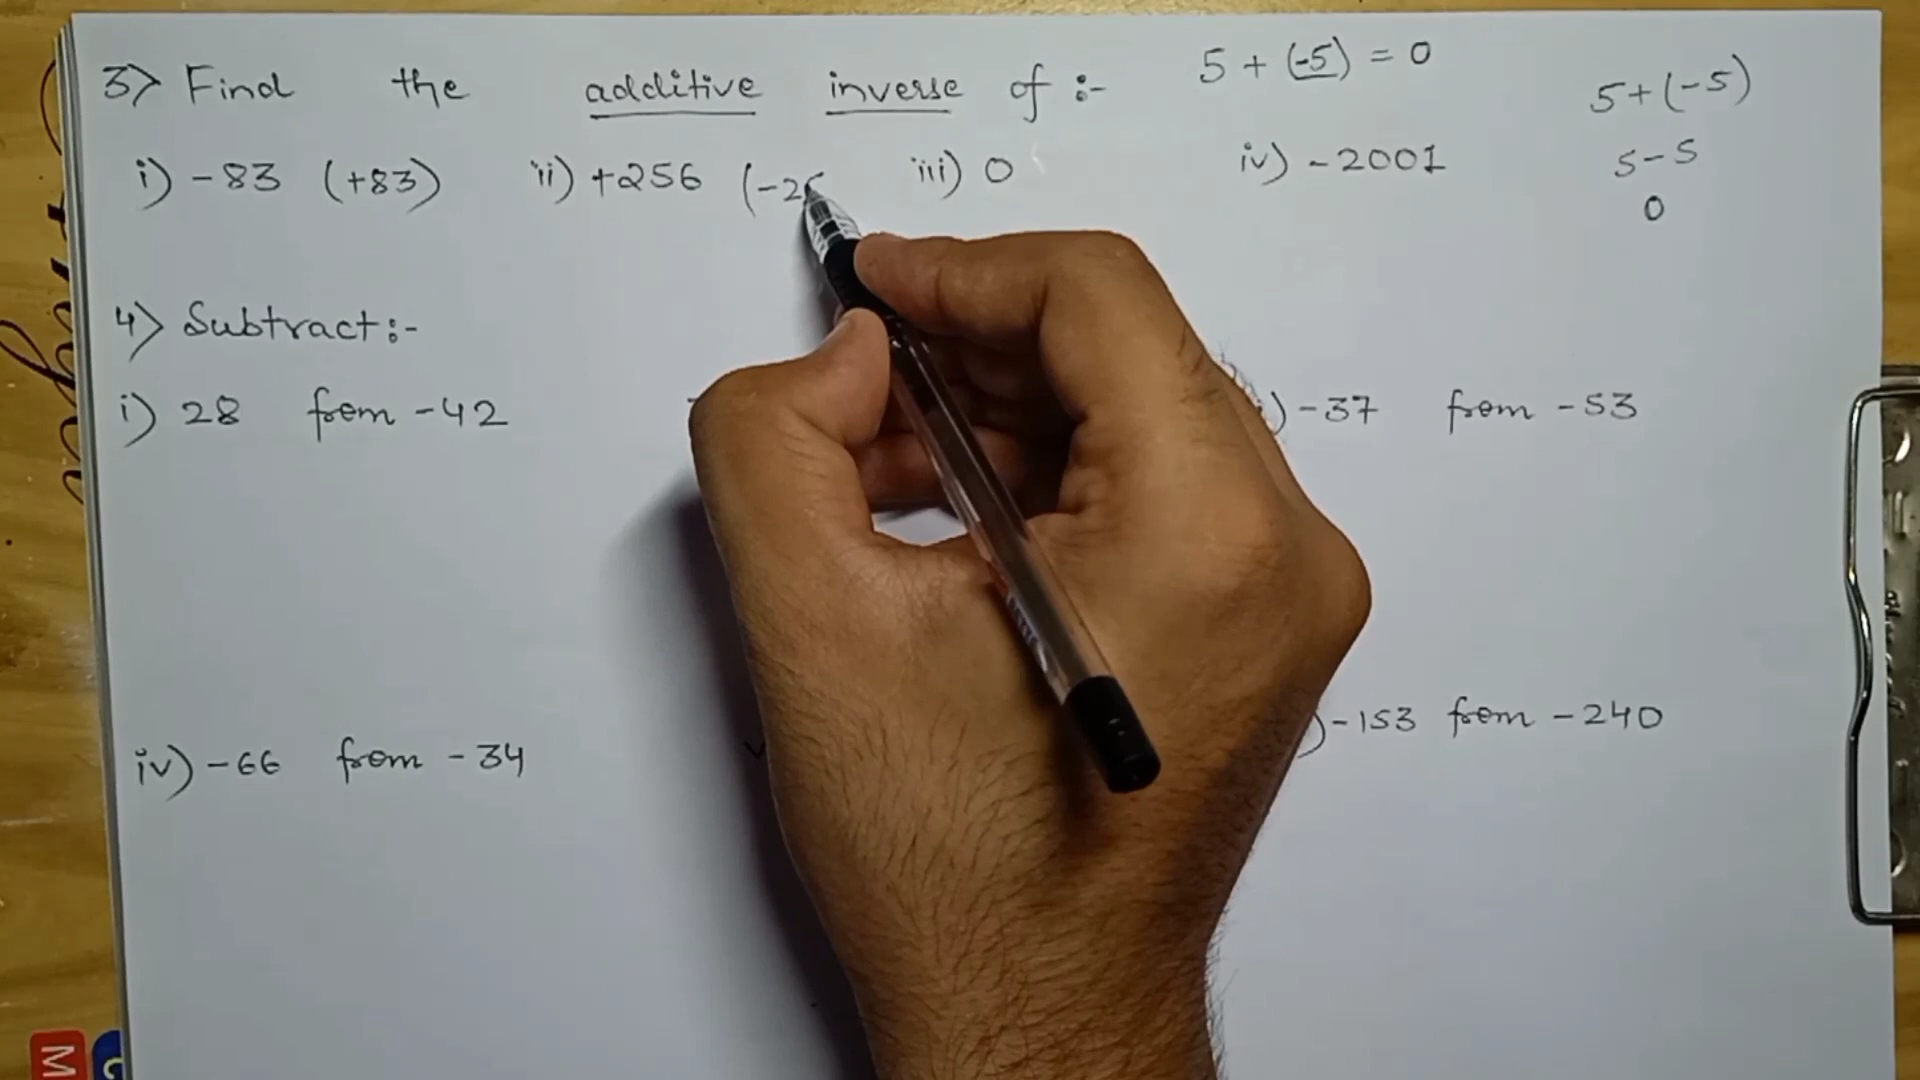 3) Find the additive inverse of :- 5 + (-5) = 0
5+(-5)
i) -83 (+83) ii) +256 (-25 iii) 0 iv) -2001
5-5
0
4) Subtract:-
i) 28 from -42 ) -37 from -53
iv) -66 from -34 ) -153 from -240
M